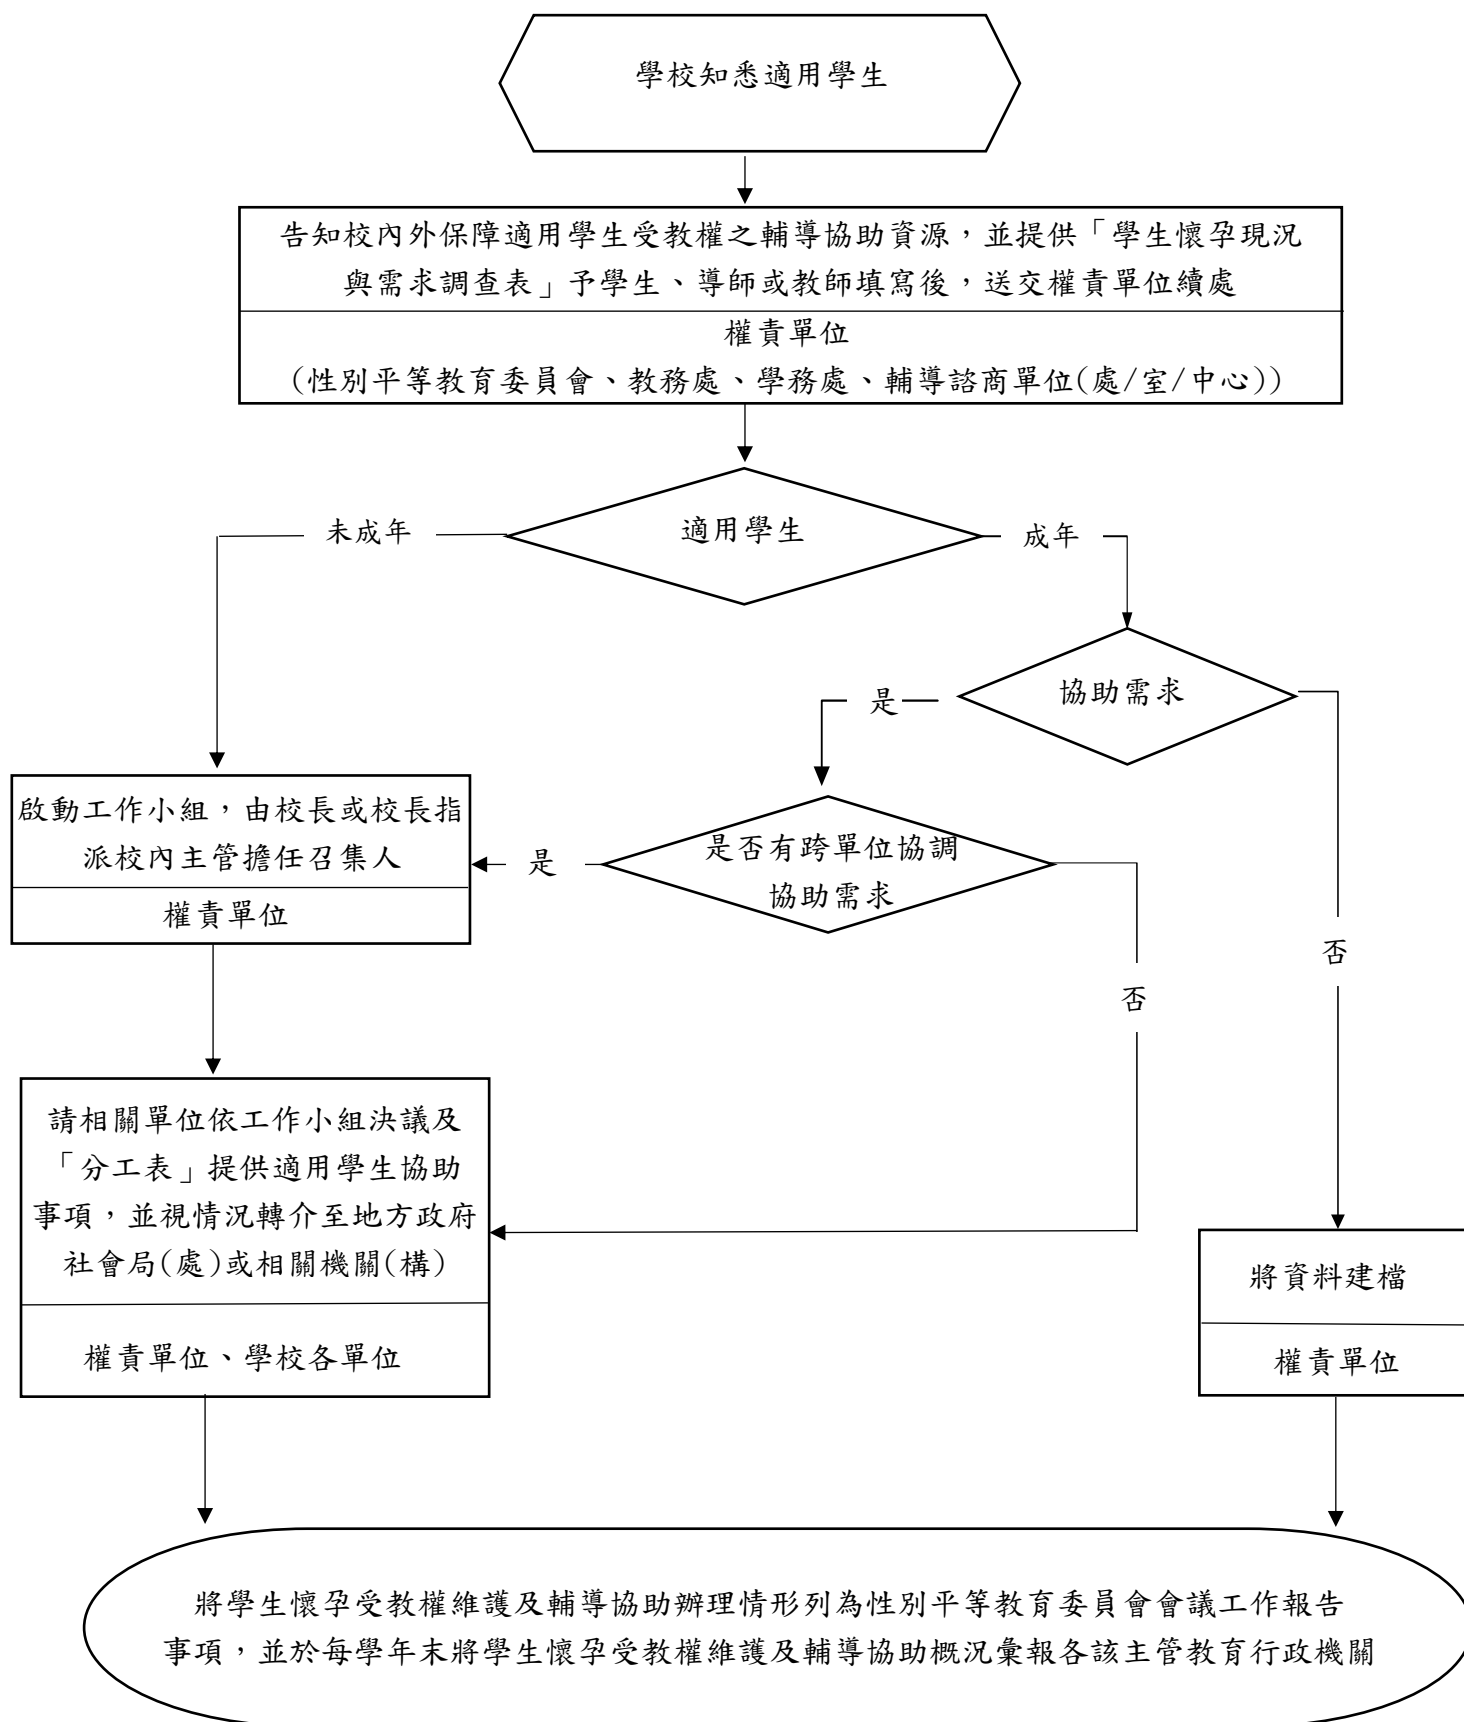 學校知悉適用學生
告知校內外保障適用學生受教權之輔導協助資源，並提供「學生懷孕現況
與需求調查表」予學生、導師或教師填寫後，送交權責單位續處
權責單位
(性別平等教育委員會、教務處、學務處、輔導諮商單位(處/室/中心))
適用學生
未成年
成年
協助需求
是
是否有跨單位協調
協助需求
是
啟動工作小組，由校長或校長指
派校內主管擔任召集人
權責單位
否
否
請相關單位依工作小組決議及
「分工表」提供適用學生協助
事項，並視情況轉介至地方政府
社會局(處)或相關機關(構)
權責單位、學校各單位
將資料建檔
權責單位
將學生懷孕受教權維護及輔導協助辦理情形列為性別平等教育委員會會議工作報告
事項，並於每學年末將學生懷孕受教權維護及輔導協助概況彙報各該主管教育行政機關